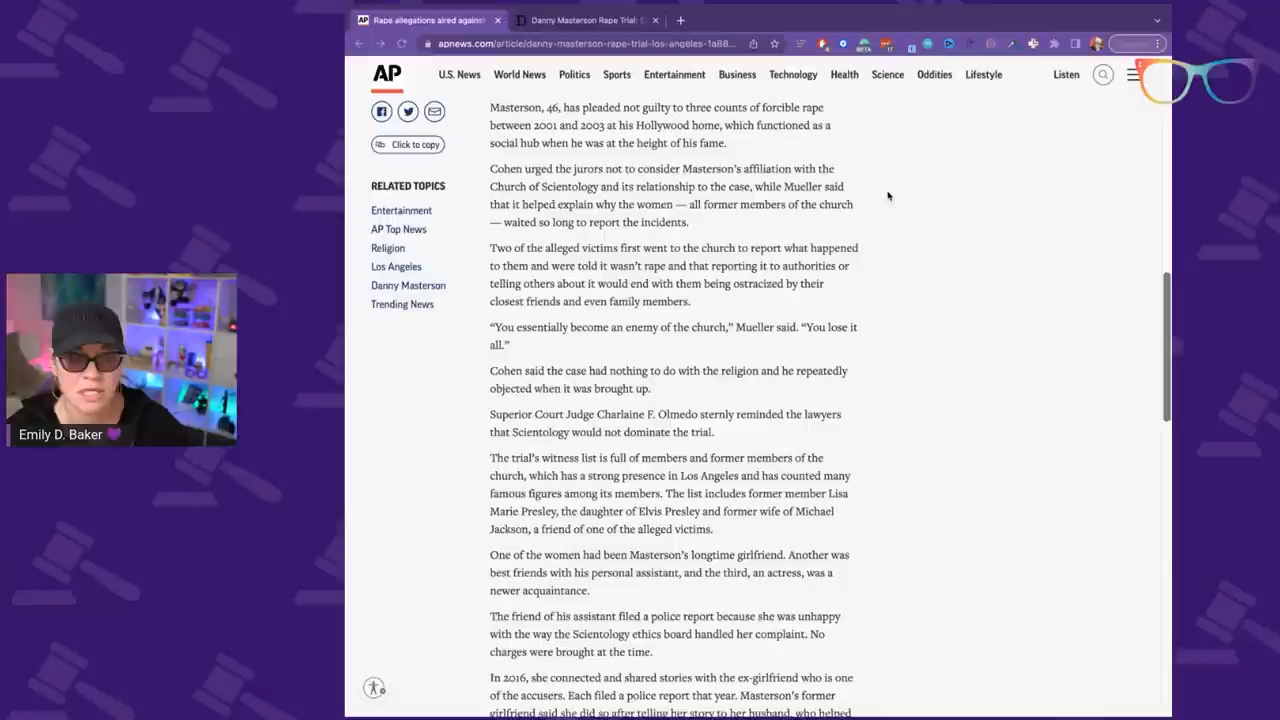 Rape allegations aired against
Danny Masterson Rape Trial:
apnews.com/article/danny-masterson-rape-trial-los-angeles-1a88...
AP
U.S. News
World News
Politics
Sports
Entertainment
Business
Technology
Health
Science
Oddities
Lifestyle
Listen
Click to copy
RELATED TOPICS
Entertainment
AP Top News
Religion
Los Angeles
Danny Masterson
Trending News
Masterson, 46, has pleaded not guilty to three counts of forcible rape
between 2001 and 2003 at his Hollywood home, which functioned as a
social hub when he was at the height of his fame.
Cohen urged the jurors not to consider Masterson's affiliation with the
Church of Scientology and its relationship to the case, while Mueller said
that it helped explain why the women — all former members of the church
— waited so long to report the incidents.
Two of the alleged victims first went to the church to report what happened
to them and were told it wasn't rape and that reporting it to authorities or
telling others about it would end with them being ostracized by their
closest friends and even family members.
“You essentially become an enemy of the church,” Mueller said. “You lose it
all.”
Cohen said the case had nothing to do with the religion and he repeatedly
objected when it was brought up.
Superior Court Judge Charlaine F. Olmedo sternly reminded the lawyers
that Scientology would not dominate the trial.
The trial's witness list is full of members and former members of the
church, which has a strong presence in Los Angeles and has counted many
famous figures among its members. The list includes former member Lisa
Marie Presley, the daughter of Elvis Presley and former wife of Michael
Jackson, a friend of one of the alleged victims.
One of the women had been Masterson's longtime girlfriend. Another was
best friends with his personal assistant, and the third, an actress, was a
newer acquaintance.
The friend of his assistant filed a police report because she was unhappy
with the way the Scientology ethics board handled her complaint. No
charges were brought at the time.
In 2016, she connected and shared stories with the ex-girlfriend who is one
of the accusers. Each filed a police report that year. Masterson's former
girlfriend said she did so after telling her story to her husband, who helped
Emily D. Baker